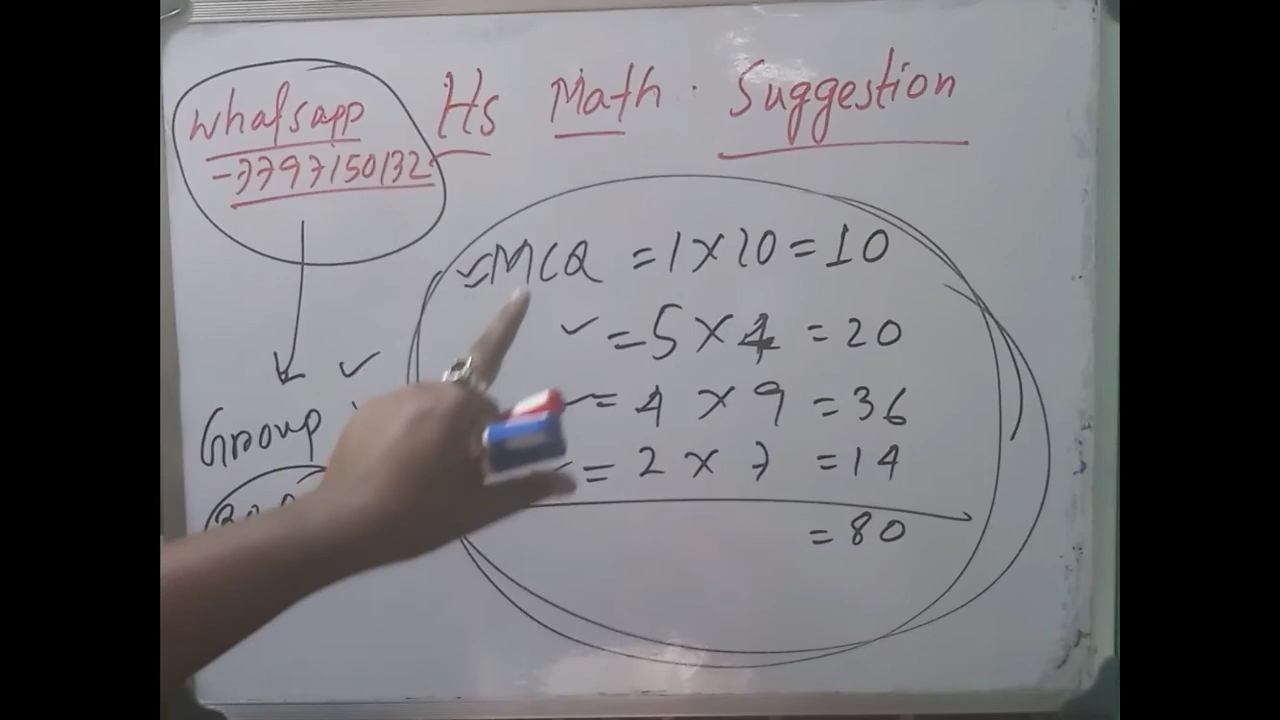 Whatsapp Hs Math Suggestion
-7797150132
=MCQ =1×10=10
=5×4 =20
=4×9 =36
=2×7 =14
=80
Group